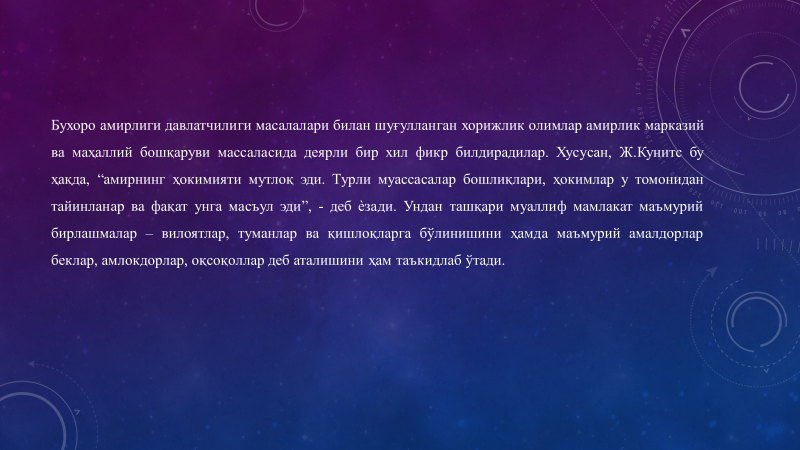 Бухоро амирлиги давлатчилиги масалалари билан шуғулланган хорижлик олимлар амирлик марказий
ва маҳаллий бошқаруви массаласида деярли бир хил фикр билдирадилар. Хусусан, Ж.Кунитс бу
ҳақда, “амирнинг ҳокимияти мутлоқ эди. Турли муассасалар бошлиқлари, ҳокимлар у томонидан
тайинланар ва фақат унга масъул эди”, - деб ѐзади. Ундан ташқари муаллиф мамлакат маъмурий
бирлашмалар – вилоятлар, туманлар ва қишлоқларга бўлинишини ҳамда маъмурий амалдорлар
беклар, амлокдорлар, оқсоқоллар деб аталишини ҳам таъкидлаб ўтади.